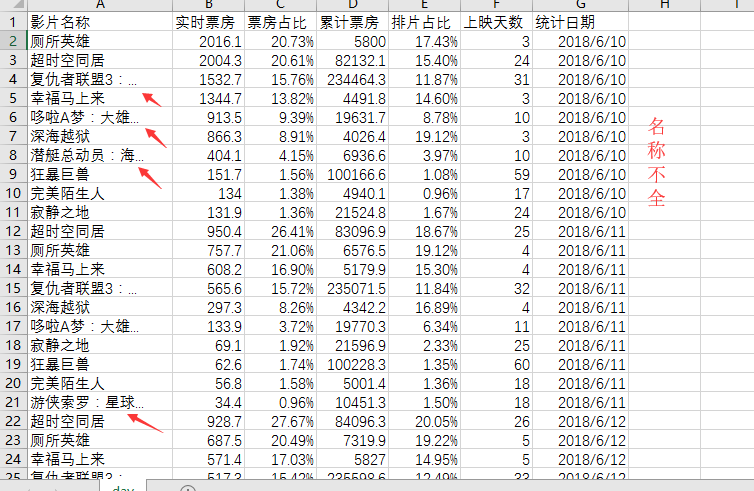 A B C D E F G H I
1 影片名称 实时票房 票房占比 累计票房 排片占比 上映天数 统计日期
2 厕所英雄 2016.1 20.73% 5800 17.43% 3 2018/6/10
3 超时空同居 2004.3 20.61% 82132.1 15.40% 24 2018/6/10
4 复仇者联盟3：... 1532.7 15.76% 234464.3 11.87% 31 2018/6/10
5 幸福马上来 1344.7 13.82% 4491.8 14.60% 3 2018/6/10
6 哆啦A梦：大雄... 913.5 9.39% 19631.7 8.78% 10 2018/6/10
7 深海越狱 866.3 8.91% 4026.4 19.12% 3 2018/6/10
8 潜艇总动员：海... 404.1 4.15% 6936.6 3.97% 10 2018/6/10
9 狂暴巨兽 151.7 1.56% 100166.6 1.08% 59 2018/6/10
10 完美陌生人 134 1.38% 4940.1 0.96% 17 2018/6/10
11 寂静之地 131.9 1.36% 21524.8 1.67% 24 2018/6/10
12 超时空同居 950.4 26.41% 83096.9 18.67% 25 2018/6/11
13 厕所英雄 757.7 21.06% 6576.5 19.12% 4 2018/6/11
14 幸福马上来 608.2 16.90% 5179.9 15.30% 4 2018/6/11
15 复仇者联盟3：... 565.6 15.72% 235071.5 11.84% 32 2018/6/11
16 深海越狱 297.3 8.26% 4342.2 16.89% 4 2018/6/11
17 哆啦A梦：大雄... 133.9 3.72% 19770.3 6.34% 11 2018/6/11
18 寂静之地 69.1 1.92% 21596.9 2.33% 25 2018/6/11
19 狂暴巨兽 62.6 1.74% 100228.3 1.35% 60 2018/6/11
20 完美陌生人 56.8 1.58% 5001.4 1.36% 18 2018/6/11
21 游侠索罗：星球... 34.4 0.96% 10451.3 1.50% 18 2018/6/11
22 超时空同居 928.7 27.67% 84096.3 20.05% 26 2018/6/12
23 厕所英雄 687.5 20.49% 7319.9 19.22% 5 2018/6/12
24 幸福马上来 571.4 17.03% 5827 14.95% 5 2018/6/12
25 复仇者联盟3：... 517.3 15.42% 235598.6 12.49% 33 2018/6/12
名称不全
day